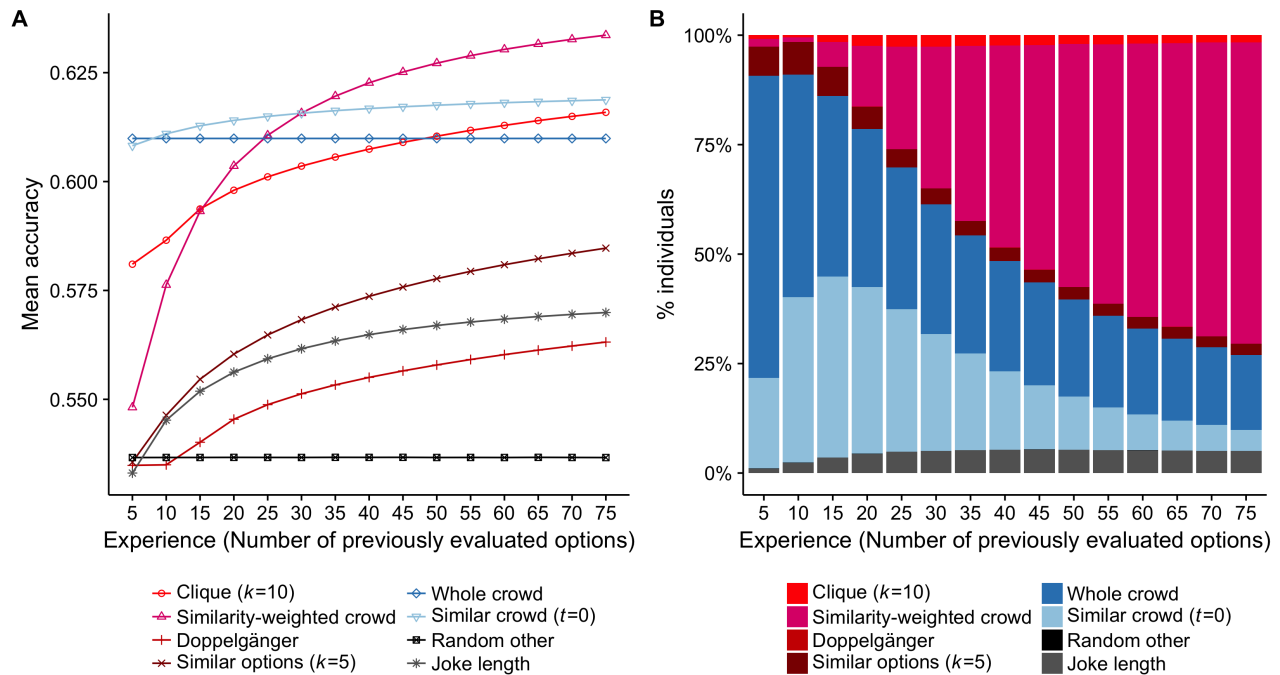 A
Mean accuracy
0.625
0.600
0.575
0.550
5 10 15 20 25 30 35 40 45 50 55 60 65 70 75
Experience (Number of previously evaluated options)
Clique (k=10)
Similarity-weighted crowd
Doppelgänger
Similar options (k=5)
Whole crowd
Similar crowd (t=0)
Random other
Joke length
B
% individuals
100%
75%
50%
25%
0%
5 10 15 20 25 30 35 40 45 50 55 60 65 70 75
Experience (Number of previously evaluated options)
Clique (k=10)
Similarity-weighted crowd
Doppelgänger
Similar options (k=5)
Whole crowd
Similar crowd (t=0)
Random other
Joke length